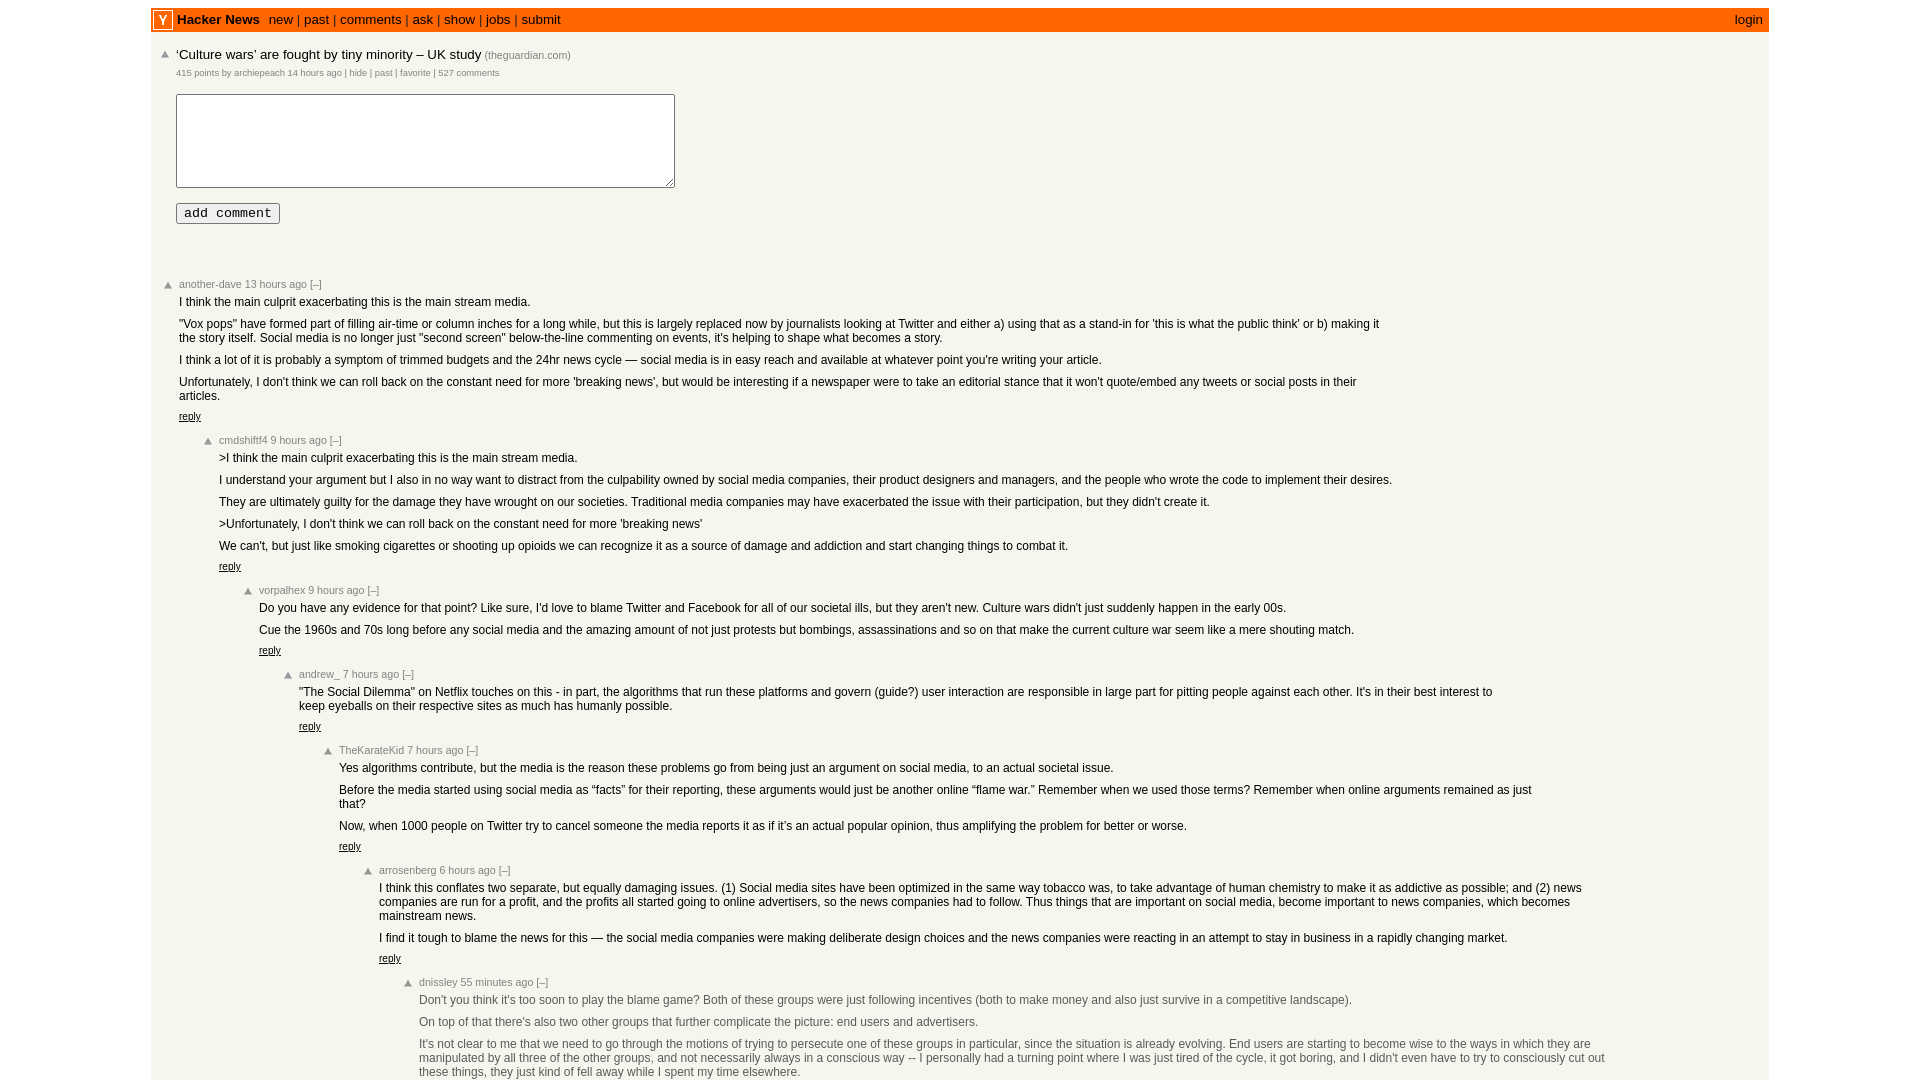 Y Hacker News new | past | comments | ask | show | jobs | submit login
‘Culture wars’ are fought by tiny minority – UK study (theguardian.com)
415 points by archiepeach 14 hours ago | hide | past | favorite | 527 comments
add comment
another-dave 13 hours ago [–]
I think the main culprit exacerbating this is the main stream media.
"Vox pops" have formed part of filling air-time or column inches for a long while, but this is largely replaced now by journalists looking at Twitter and either a) using that as a stand-in for 'this is what the public think' or b) making it
the story itself. Social media is no longer just "second screen" below-the-line commenting on events, it's helping to shape what becomes a story.
I think a lot of it is probably a symptom of trimmed budgets and the 24hr news cycle — social media is in easy reach and available at whatever point you're writing your article.
Unfortunately, I don't think we can roll back on the constant need for more 'breaking news', but would be interesting if a newspaper were to take an editorial stance that it won't quote/embed any tweets or social posts in their
articles.
reply
cmdshiftf4 9 hours ago [–]
>I think the main culprit exacerbating this is the main stream media.
I understand your argument but I also in no way want to distract from the culpability owned by social media companies, their product designers and managers, and the people who wrote the code to implement their desires.
They are ultimately guilty for the damage they have wrought on our societies. Traditional media companies may have exacerbated the issue with their participation, but they didn't create it.
>Unfortunately, I don't think we can roll back on the constant need for more 'breaking news'
We can't, but just like smoking cigarettes or shooting up opioids we can recognize it as a source of damage and addiction and start changing things to combat it.
reply
vorpalhex 9 hours ago [–]
Do you have any evidence for that point? Like sure, I'd love to blame Twitter and Facebook for all of our societal ills, but they aren't new. Culture wars didn't just suddenly happen in the early 00s.
Cue the 1960s and 70s long before any social media and the amazing amount of not just protests but bombings, assassinations and so on that make the current culture war seem like a mere shouting match.
reply
andrew_ 7 hours ago [–]
"The Social Dilemma" on Netflix touches on this - in part, the algorithms that run these platforms and govern (guide?) user interaction are responsible in large part for pitting people against each other. It's in their best interest to
keep eyeballs on their respective sites as much has humanly possible.
reply
TheKarateKid 7 hours ago [–]
Yes algorithms contribute, but the media is the reason these problems go from being just an argument on social media, to an actual societal issue.
Before the media started using social media as “facts” for their reporting, these arguments would just be another online “flame war.” Remember when we used those terms? Remember when online arguments remained as just
that?
Now, when 1000 people on Twitter try to cancel someone the media reports it as if it’s an actual popular opinion, thus amplifying the problem for better or worse.
reply
arrosenberg 6 hours ago [–]
I think this conflates two separate, but equally damaging issues. (1) Social media sites have been optimized in the same way tobacco was, to take advantage of human chemistry to make it as addictive as possible; and (2) news
companies are run for a profit, and the profits all started going to online advertisers, so the news companies had to follow. Thus things that are important on social media, become important to news companies, which becomes
mainstream news.
I find it tough to blame the news for this — the social media companies were making deliberate design choices and the news companies were reacting in an attempt to stay in business in a rapidly changing market.
reply
dnissley 55 minutes ago [–]
Don't you think it's too soon to play the blame game? Both of these groups were just following incentives (both to make money and also just survive in a competitive landscape).
On top of that there's also two other groups that further complicate the picture: end users and advertisers.
It's not clear to me that we need to go through the motions of trying to persecute one of these groups in particular, since the situation is already evolving. End users are starting to become wise to the ways in which they are
manipulated by all three of the other groups, and not necessarily always in a conscious way -- I personally had a turning point where I was just tired of the cycle, it got boring, and I didn't even have to try to consciously cut out
these things, they just kind of fell away while I spent my time elsewhere.